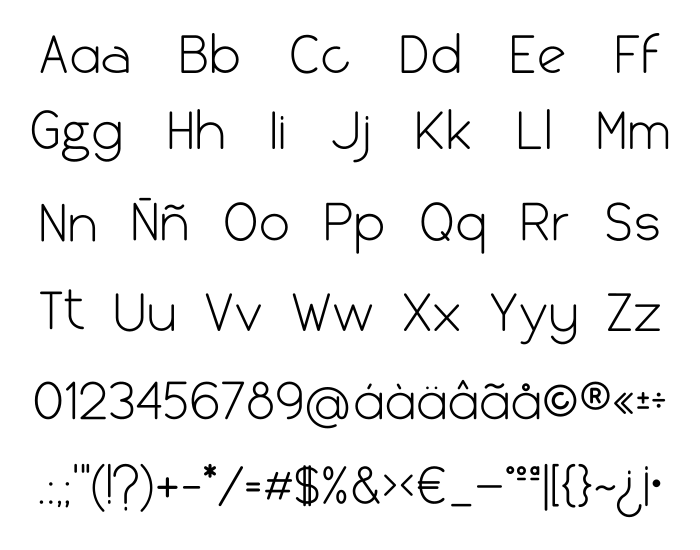 Aaa Bb Cc Dd Ee Ff
Ggg Hh Ii Jj Kk Ll Mm
Nn Ññ Oo Pp Qq Rr Ss
Tt Uu Vv Ww Xx Yyy Zz
0123456789@áàäâãå©®«±÷
.:,;'"(!?)+-*/=#$%&><€_—°ºª|[{}~¿¡•